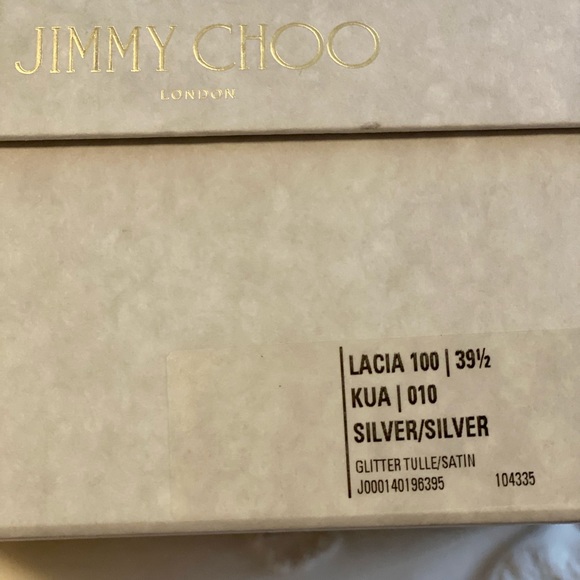 JIMMY CHOO
LONDON
LACIA 100 | 39½
KUA | 010
SILVER/SILVER
GLITTER TULLE/SATIN
J000140196395 104335